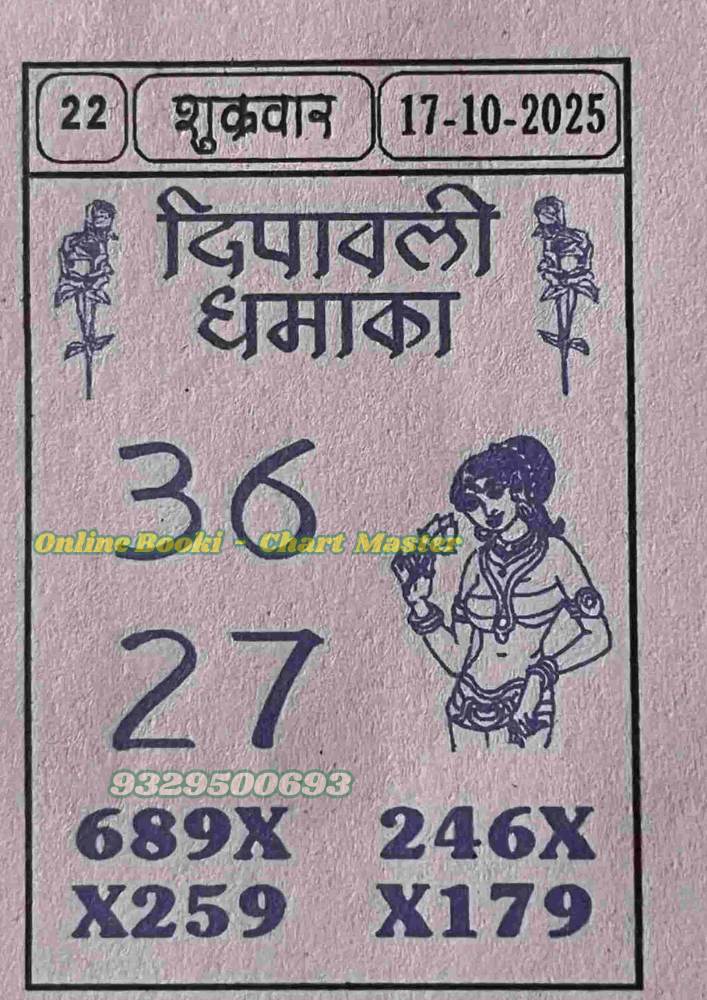 22 शुक्रवार 17-10-2025
दिपावली
धमाका
36
Online Booki - Chart Master
27
9329500693
689X 246X
X259 X179